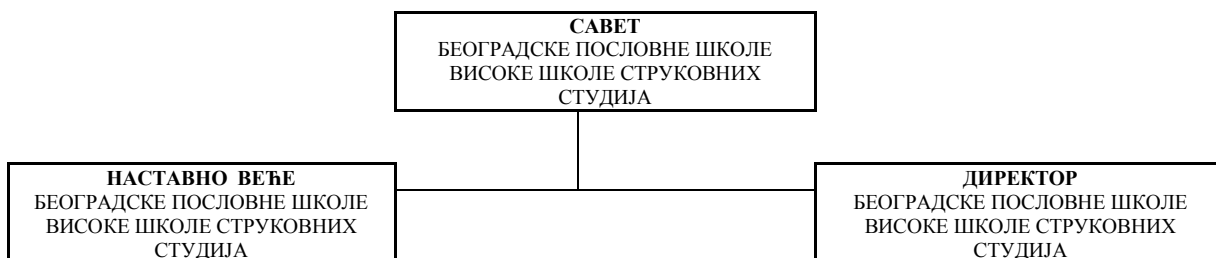 САВЕТ
БЕОГРАДСКЕ ПОСЛОВНЕ ШКОЛЕ
ВИСОКЕ ШКОЛЕ СТРУКОВНИХ
СТУДИЈА
НАСТАВНО ВЕЋЕ
БЕОГРАДСКЕ ПОСЛОВНЕ ШКОЛЕ
ВИСОКЕ ШКОЛЕ СТРУКОВНИХ
СТУДИЈА
ДИРЕКТОР
БЕОГРАДСКЕ ПОСЛОВНЕ ШКОЛЕ
ВИСОКЕ ШКОЛЕ СТРУКОВНИХ
СТУДИЈА